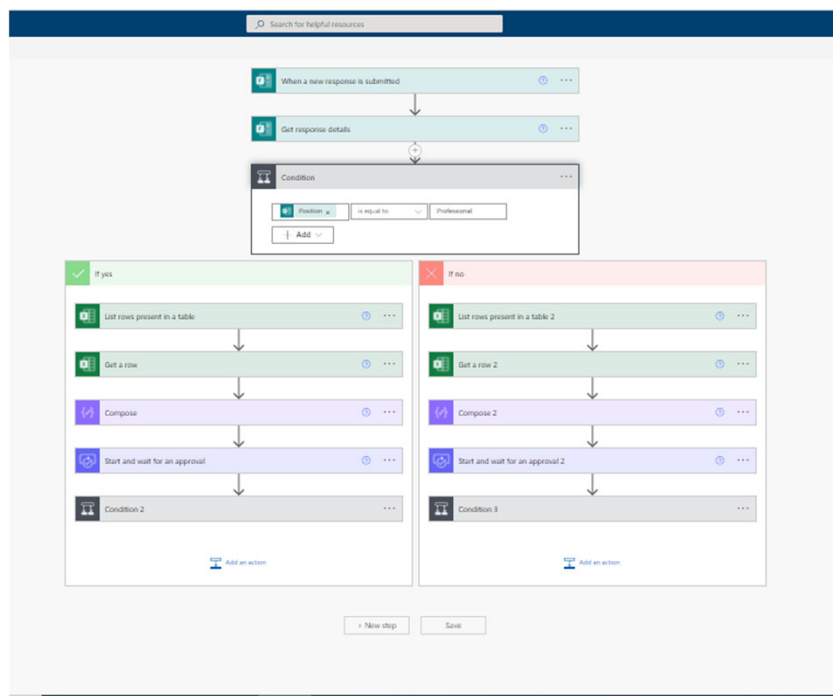 Search for helpful resources
When a new response is submitted
Get response details
Condition
Position x is equal to Professional
+ Add
If yes
List rows present in a table
Get a row
Compose
Start and wait for an approval
Condition 2
Add an action
If no
List rows present in a table 2
Get a row 2
Compose 2
Start and wait for an approval 2
Condition 3
Add an action
+ New step Save